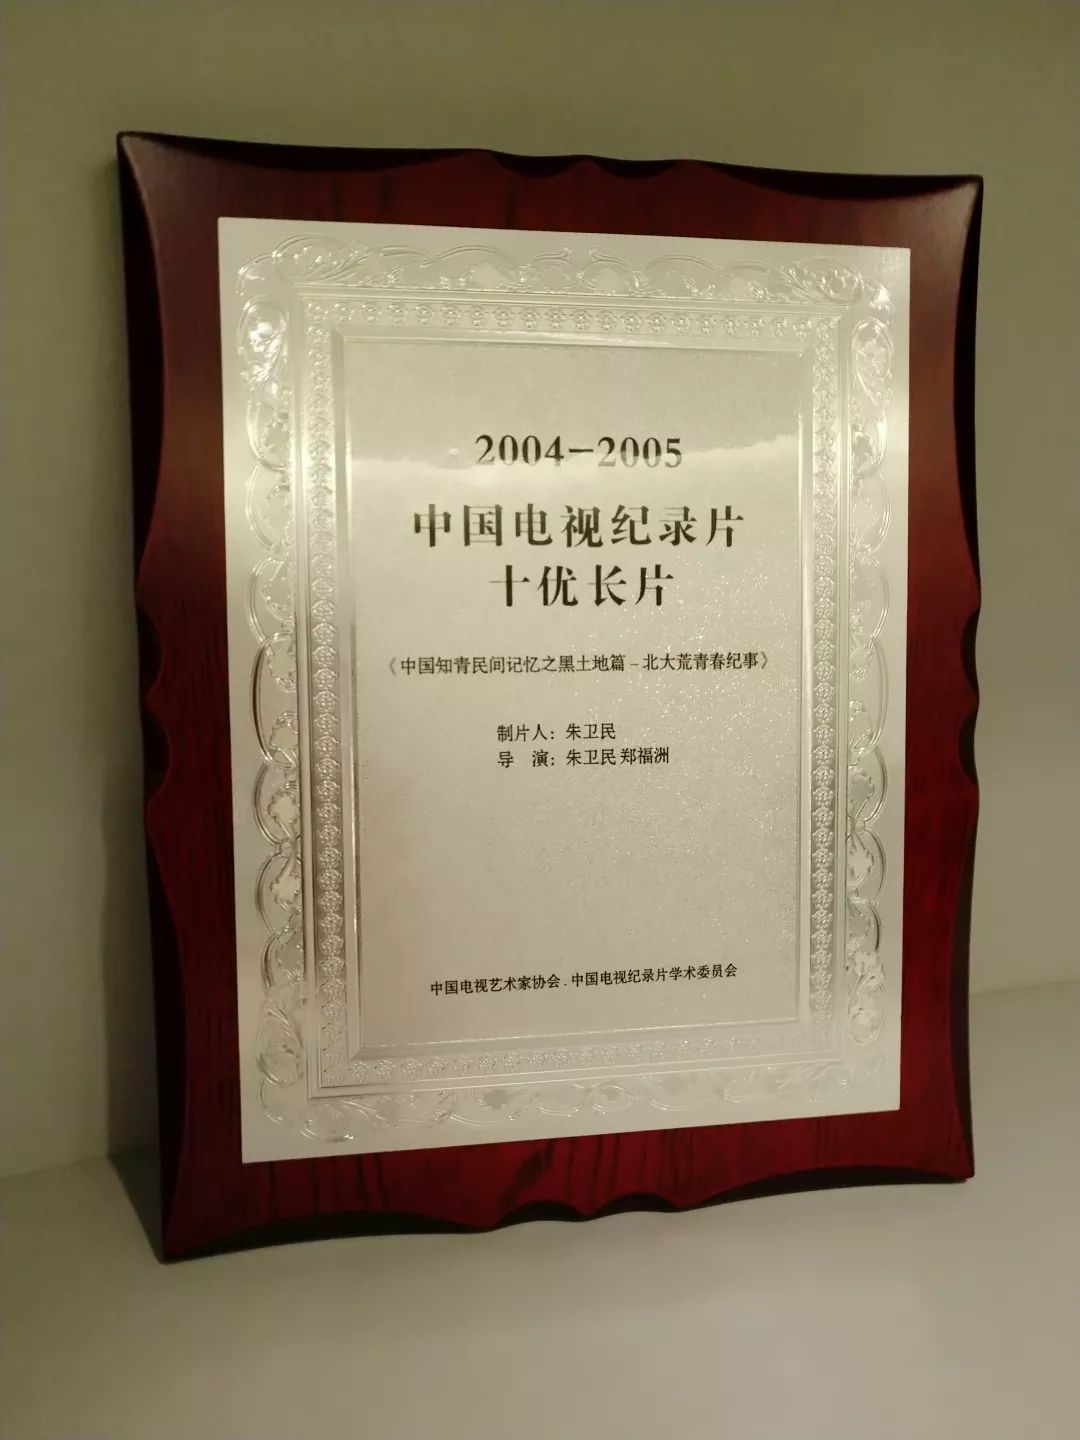 2004-2005
中国电视纪录片
十优长片
《中国知青民间记忆之黑土地篇-北大荒青春纪事》
制片人：朱卫民
导　演：朱卫民 郑福洲
中国电视艺术家协会.中国电视纪录片学术委员会